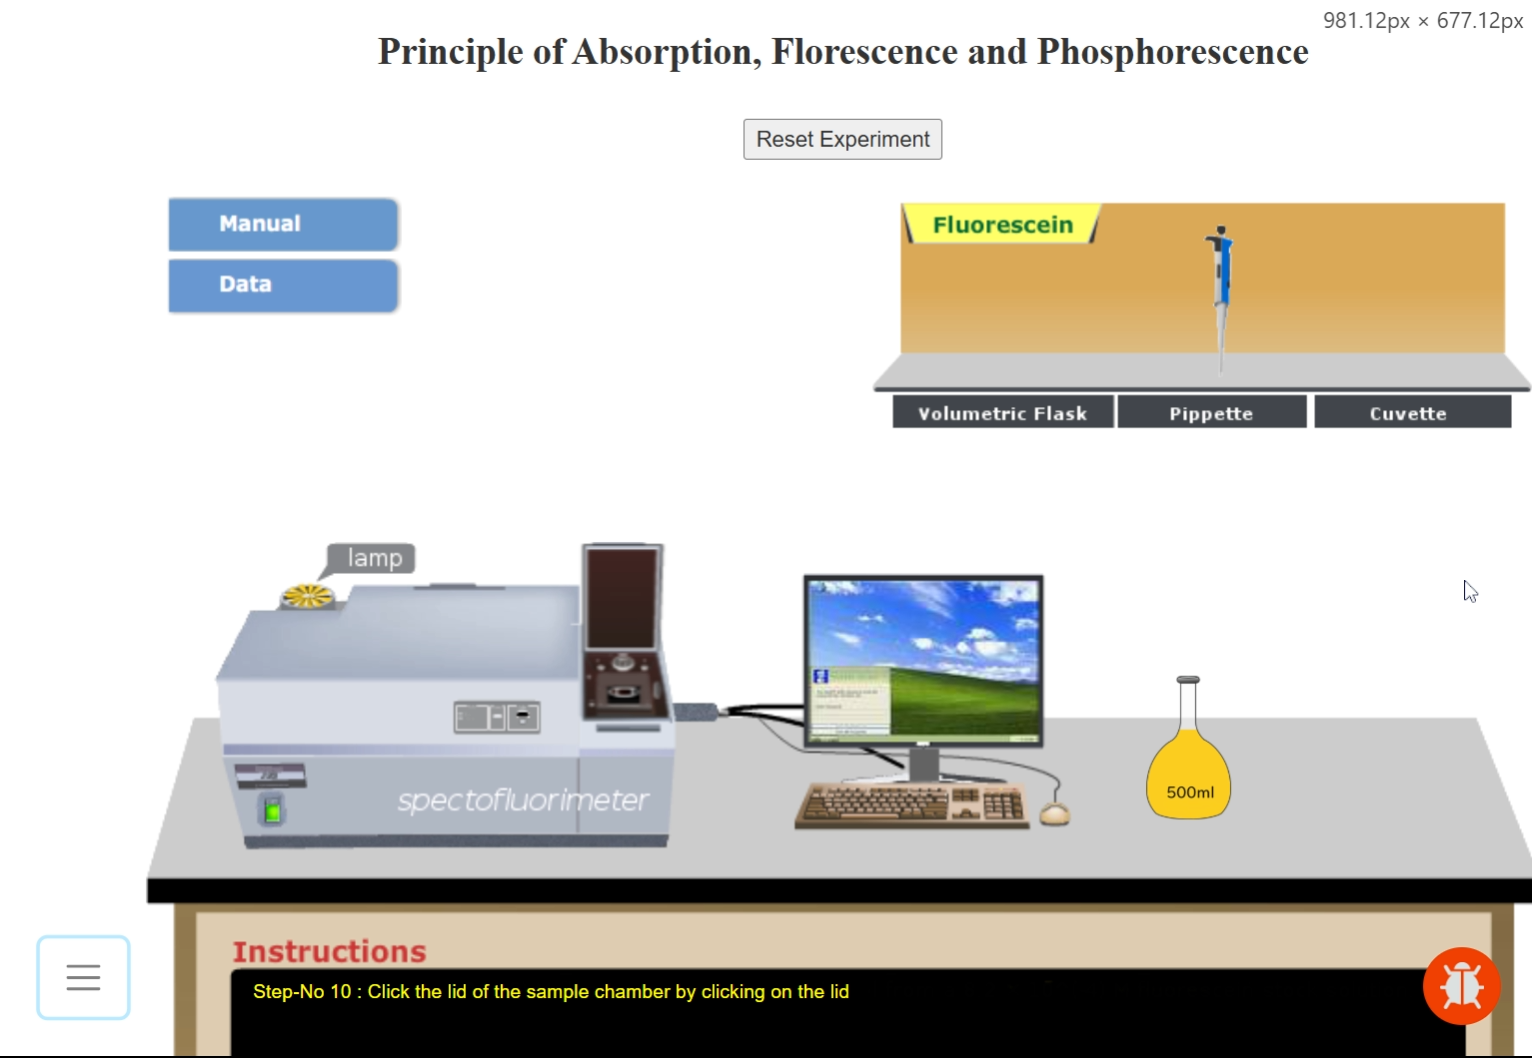 981.12px × 677.12px
Principle of Absorption, Florescence and Phosphorescence
Reset Experiment
Manual
Data
Fluorescein
Volumetric Flask
Pippette
Cuvette
lamp
spectofluorimeter
500ml
Instructions
Step-No 10 : Click the lid of the sample chamber by clicking on the lid